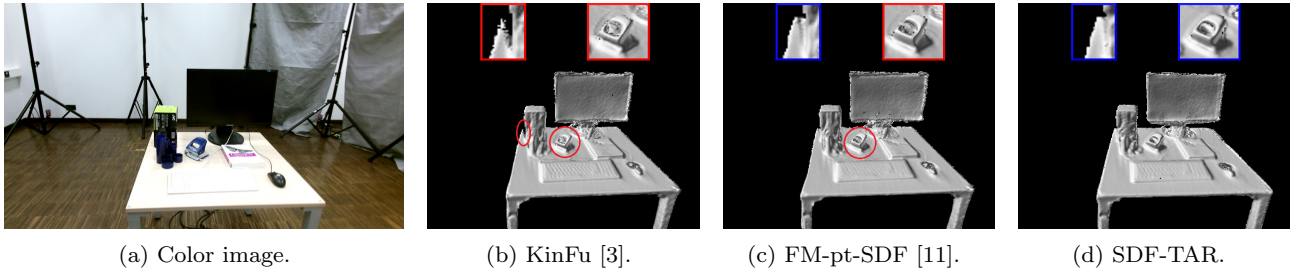 (a) Color image.
(b) KinFu [3].
(c) FM-pt-SDF [11].
(d) SDF-TAR.